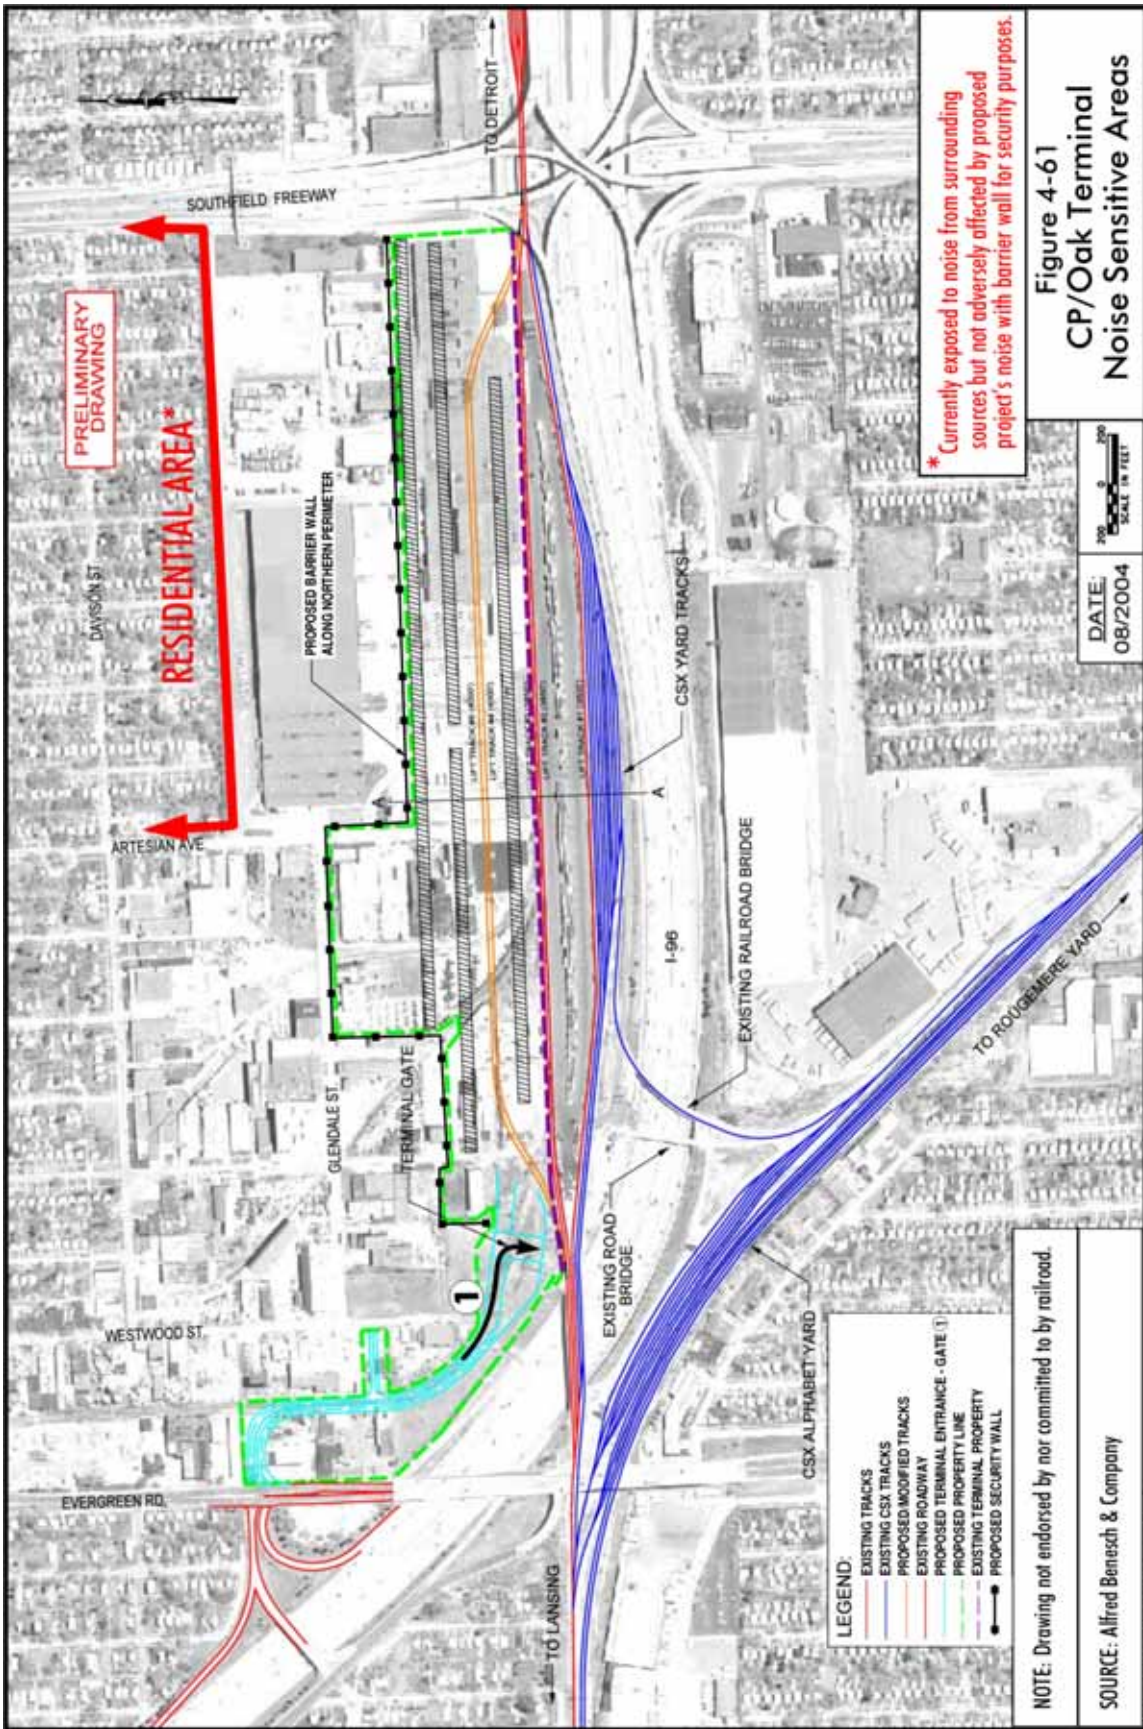 PRELIMINARY
DRAWING
RESIDENTIAL AREA*
DAVISON ST.
SOUTHFIELD FREEWAY
TO DETROIT
ARTESIAN AVE
PROPOSED BARRIER WALL
ALONG NORTHERN PERIMETER
GLENDALE ST.
TERMINAL GATE
WESTWOOD ST.
EVERGREEN RD.
1
A
A
CSX YARD TRACKS
I-96
EXISTING RAILROAD BRIDGE
EXISTING ROAD
BRIDGE
TO ROUGEMERE YARD
CSX ALPHABET YARD
TO LANSING
LEGEND:
EXISTING TRACKS
EXISTING CSX TRACKS
PROPOSED/MODIFIED TRACKS
EXISTING ROADWAY
PROPOSED TERMINAL ENTRANCE - GATE 1
PROPOSED PROPERTY LINE
EXISTING TERMINAL PROPERTY
PROPOSED SECURITY WALL
NOTE: Drawing not endorsed by nor committed to by railroad.
SOURCE: Alfred Benesch & Company
DATE:
08/2004
200 0 200
SCALE IN FEET
*Currently exposed to noise from surrounding
sources but not adversely affected by proposed
project's noise with barrier wall for security purposes.
Figure 4-61
CP/Oak Terminal
Noise Sensitive Areas